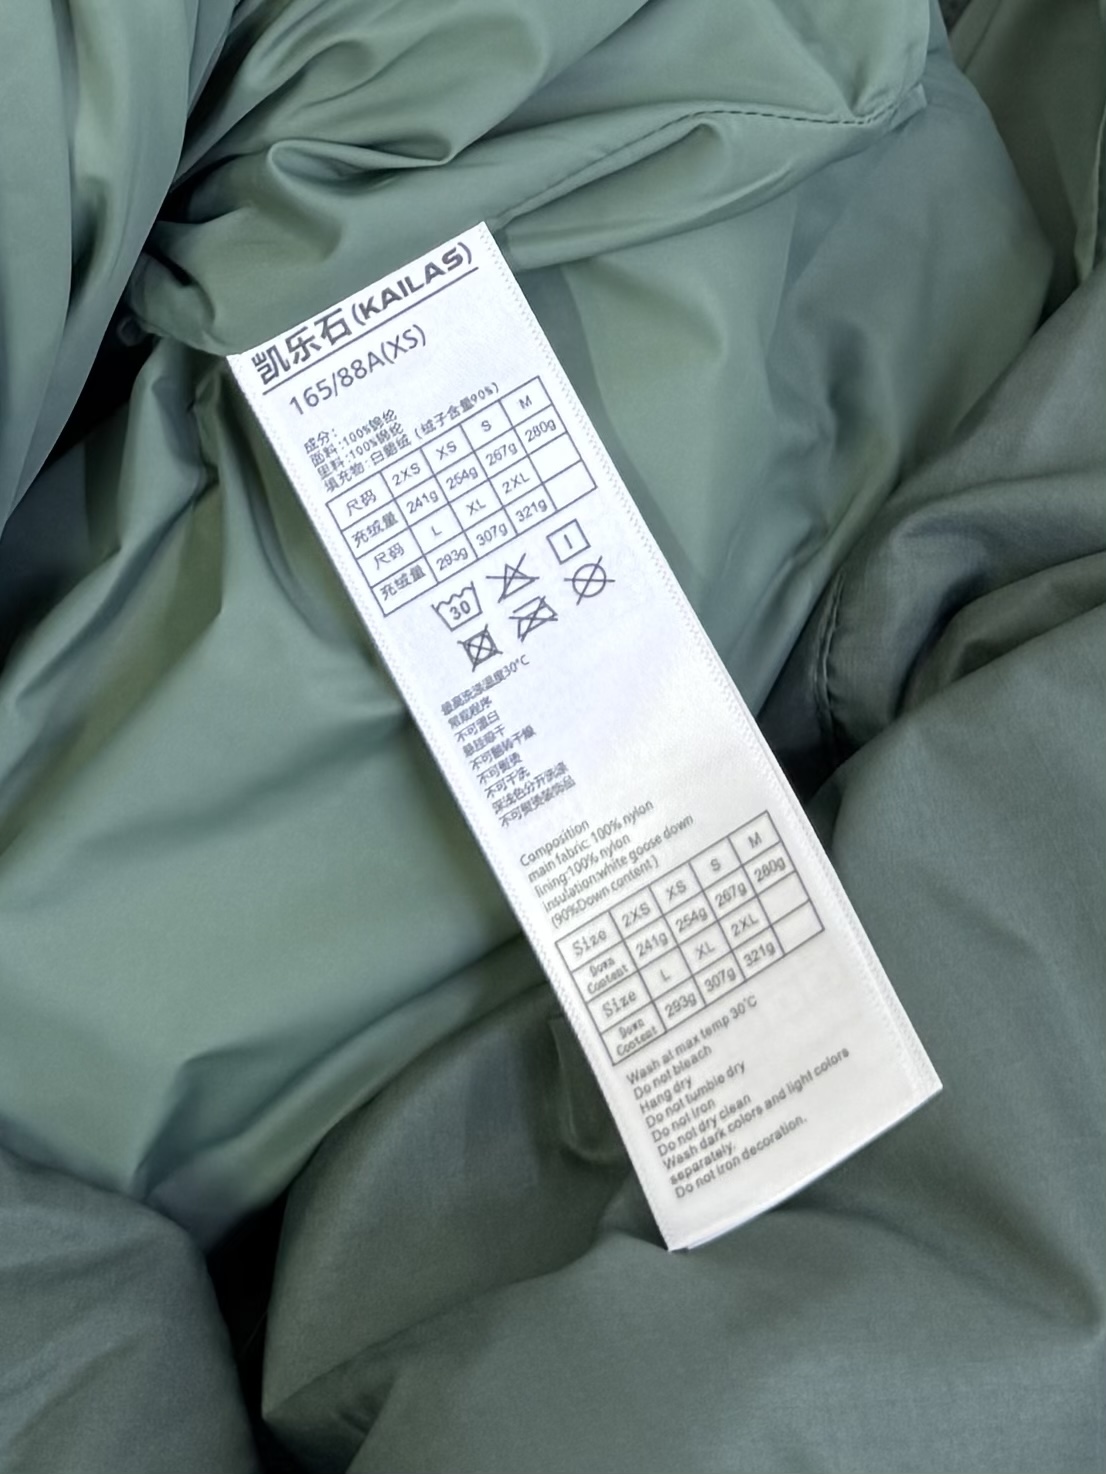 凯乐石(KAILAS)
165/88A(XS)
成分:
面料:100%锦纶
里料:100%锦纶
填充物:白鹅绒(绒子含量90%)
尺码 2XS XS S M
充绒量 241g 254g 267g 280g
尺码 L XL 2XL
充绒量 293g 307g 321g
30
最高洗涤温度30°C
常规程序
不可漂白
悬挂晾干
不可翻转干燥
不可熨烫
不可干洗
深浅色分开洗涤
不可熨烫装饰品
Composition
main fabric: 100% nylon
lining:100% nylon
insulation:white goose down
(90%Down content)
Size 2XS XS S M
Down Content 241g 254g 267g 280g
Size L XL 2XL
Down Content 293g 307g 321g
Wash at max temp 30°C
Do not bleach
Hang dry
Do not tumble dry
Do not iron
Do not dry clean
Wash dark colors and light colors
separately.
Do not iron decoration.